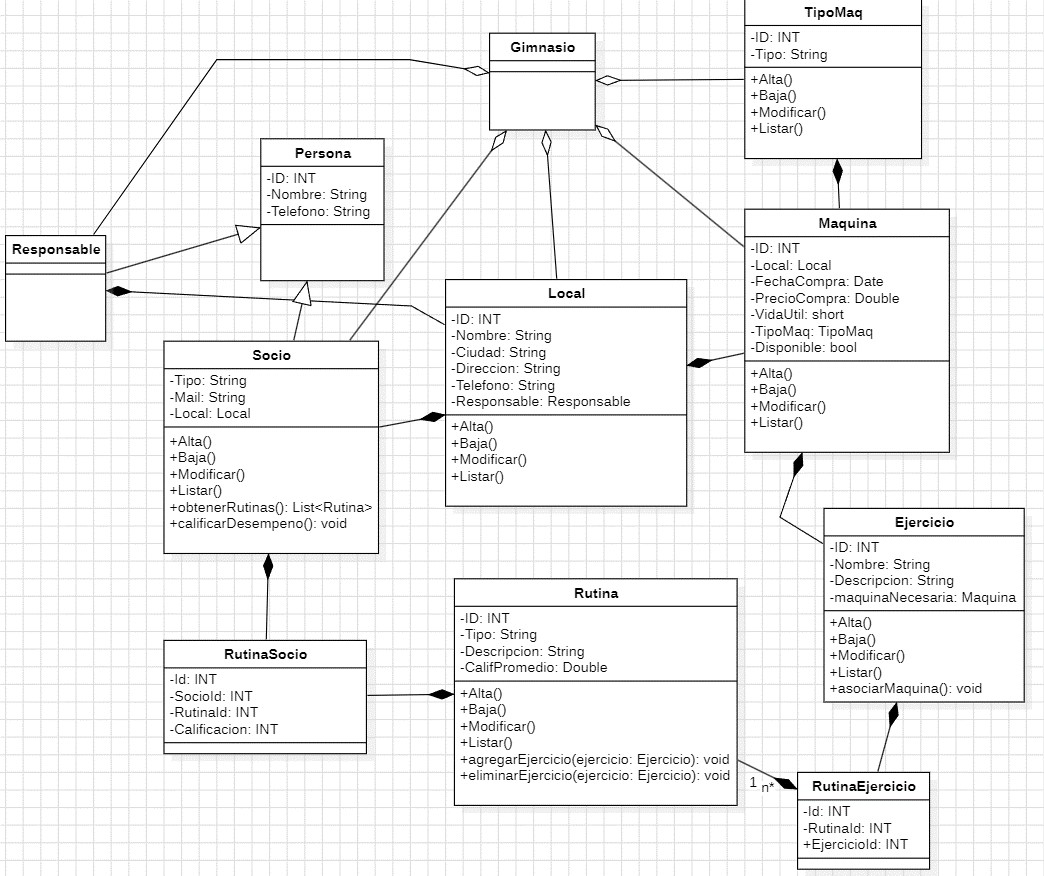 TipoMaq
-ID: INT
-Tipo: String
+Alta()
+Baja()
+Modificar()
+Listar()
Gimnasio
Persona
-ID: INT
-Nombre: String
-Telefono: String
Responsable
Maquina
-ID: INT
-Local: Local
-FechaCompra: Date
-PrecioCompra: Double
-VidaUtil: short
-TipoMaq: TipoMaq
-Disponible: bool
+Alta()
+Baja()
+Modificar()
+Listar()
Local
-ID: INT
-Nombre: String
-Ciudad: String
-Direccion: String
-Telefono: String
-Responsable: Responsable
+Alta()
+Baja()
+Modificar()
+Listar()
Socio
-Tipo: String
-Mail: String
-Local: Local
+Alta()
+Baja()
+Modificar()
+Listar()
+obtenerRutinas(): List<Rutina>
+calificarDesempeno(): void
Ejercicio
-ID: INT
-Nombre: String
-Descripcion: String
-maquinaNecesaria: Maquina
+Alta()
+Baja()
+Modificar()
+Listar()
+asociarMaquina(): void
Rutina
-ID: INT
-Tipo: String
-Descripcion: String
-CalifPromedio: Double
+Alta()
+Baja()
+Modificar()
+Listar()
+agregarEjercicio(ejercicio: Ejercicio): void
+eliminarEjercicio(ejercicio: Ejercicio): void
RutinaSocio
-Id: INT
-SocioId: INT
-RutinaId: INT
-Calificacion: INT
1
n*
RutinaEjercicio
-Id: INT
-RutinaId: INT
+EjercicioId: INT